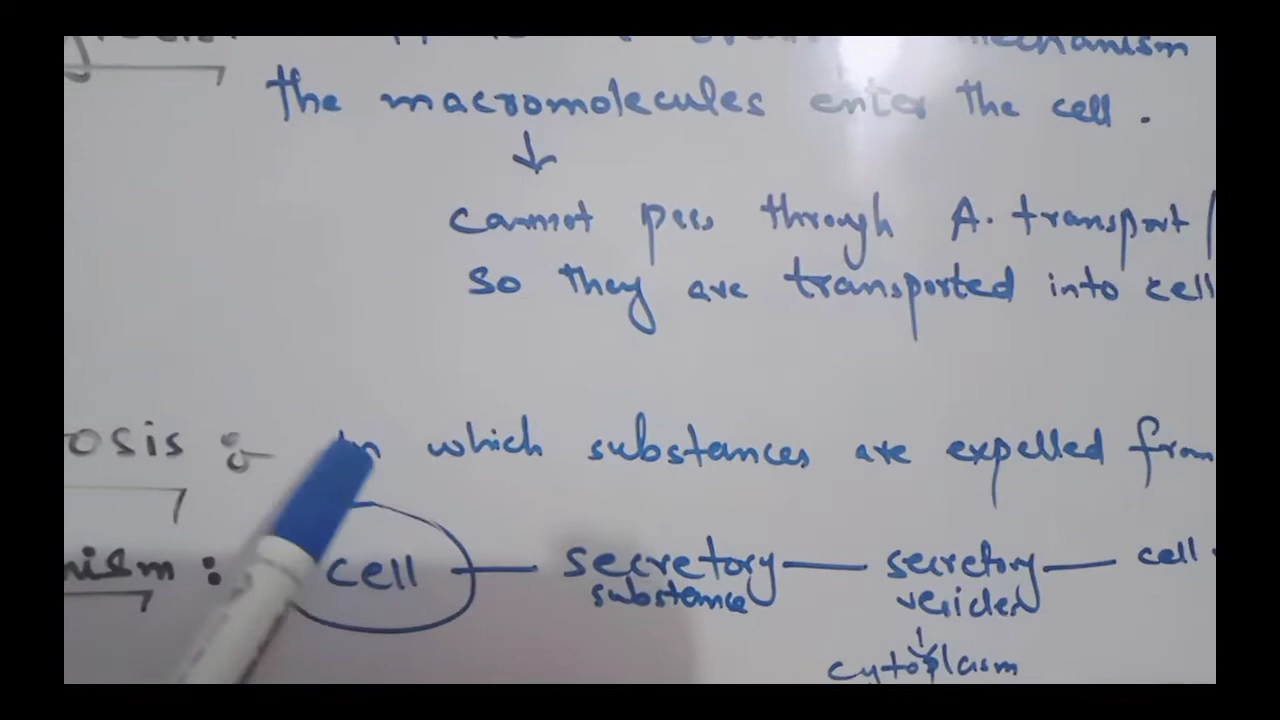 mechanism
the macromolecules enter the cell.
↓
cannot pass through A. transport /
so they are transported into cell
osis :- In which substances are expelled from
nism : cell — secretory substance — secretory vesicles — cell
↓
cytoplasm